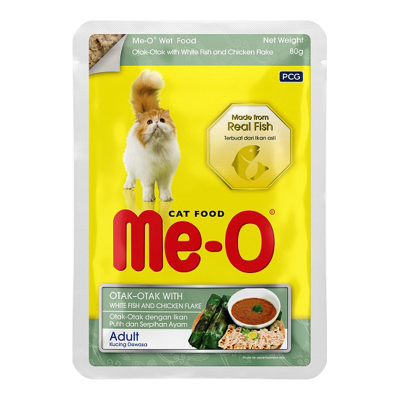 Me-O® Wet Food
Net Weight
Otak-Otak with White Fish and Chicken Flake
80g
PCG
Made from
Real Fish
Terbuat dari ikan asli
CAT FOOD
Me-O®
OTAK-OTAK WITH
WHITE FISH AND CHICKEN FLAKE
Otak-Otak dengan Ikan
Putih dan Serpihan Ayam
Adult
Kucing Dewasa